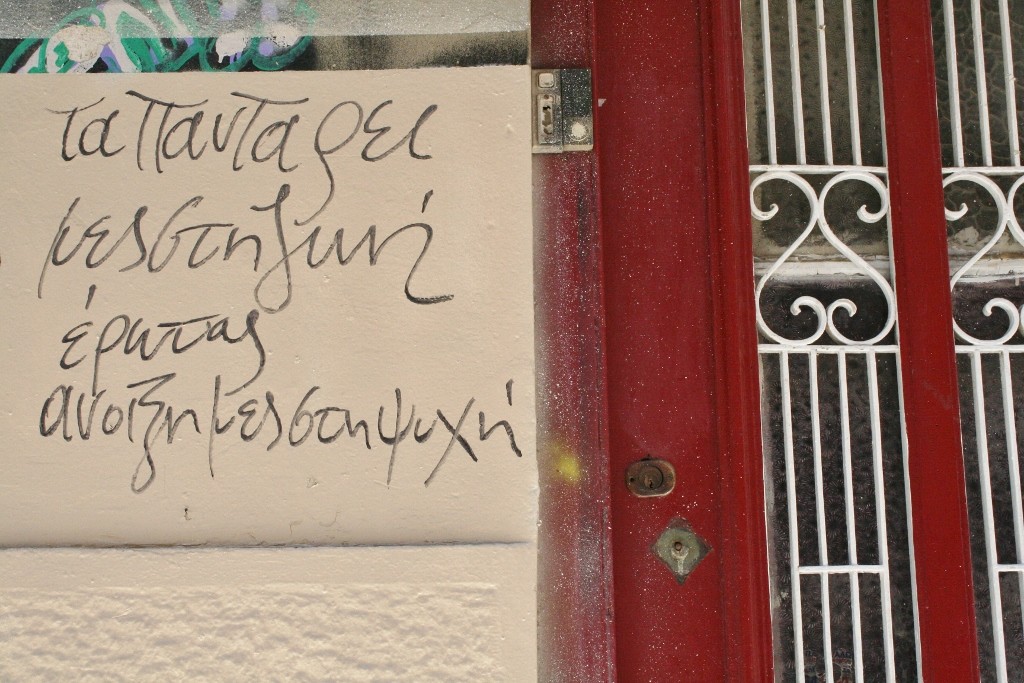 τα παντα ρει
μες στη ζωή
έρωτας
ανοιξη μες στη ψυχή